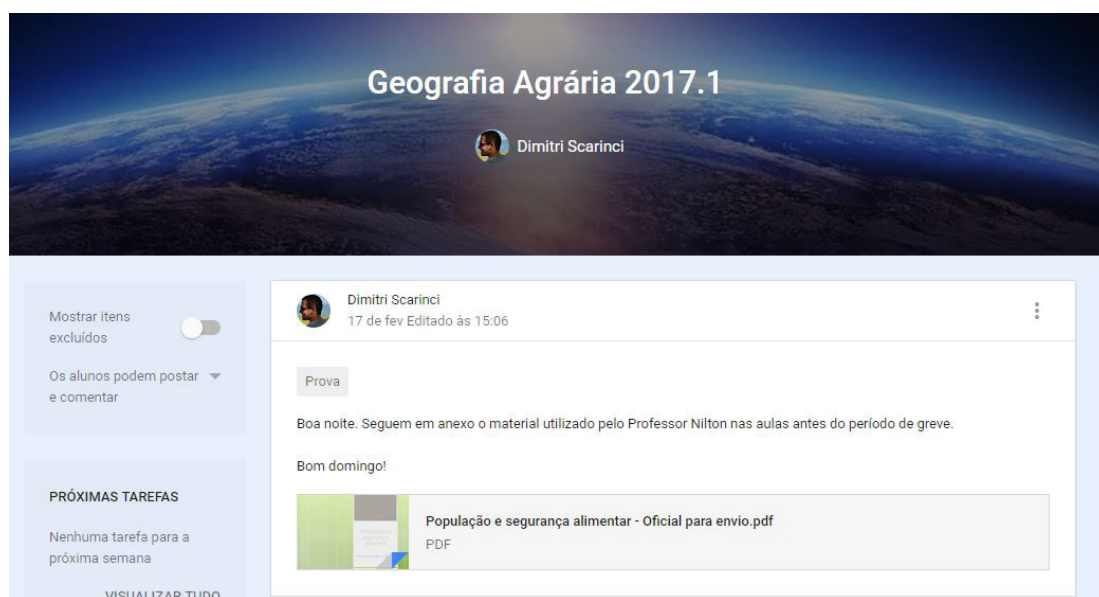 Geografia Agrária 2017.1
Dimitri Scarinci
Mostrar itens
excluídos
Os alunos podem postar
e comentar
PRÓXIMAS TAREFAS
Nenhuma tarefa para a
próxima semana
VISUALIZAR TUDO
Dimitri Scarinci
17 de fev Editado às 15:06
Prova
Boa noite. Seguem em anexo o material utilizado pelo Professor Nilton nas aulas antes do período de greve.
Bom domingo!
População e segurança alimentar - Oficial para envio.pdf
PDF